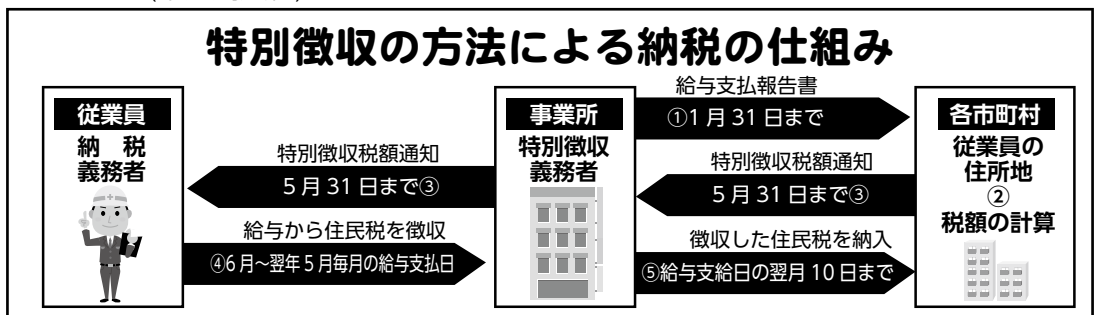 特別徴収の方法による納税の仕組み
従業員
納 税
義務者
特別徴収税額通知
5月31日まで③
給与から住民税を徴収
④6月～翌年5月毎月の給与支払日
事業所
特別徴収
義務者
給与支払報告書
①1月31日まで
特別徴収税額通知
5月31日まで③
徴収した住民税を納入
⑤給与支給日の翌月10日まで
各市町村
従業員の
住所地
②
税額の計算